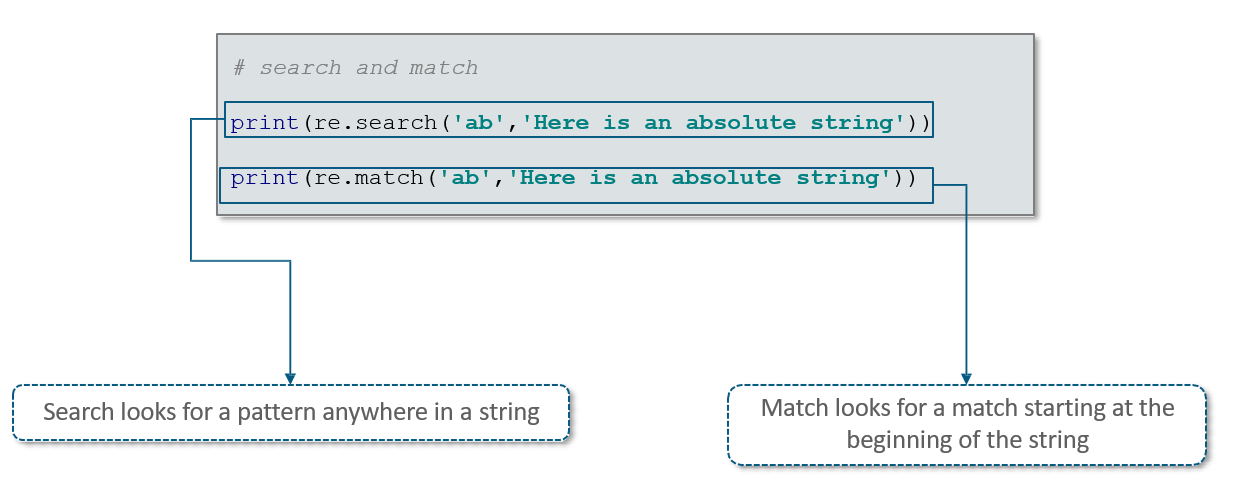 # search and match
print(re.search('ab','Here is an absolute string'))
print(re.match('ab','Here is an absolute string'))
Search looks for a pattern anywhere in a string
Match looks for a match starting at the
beginning of the string